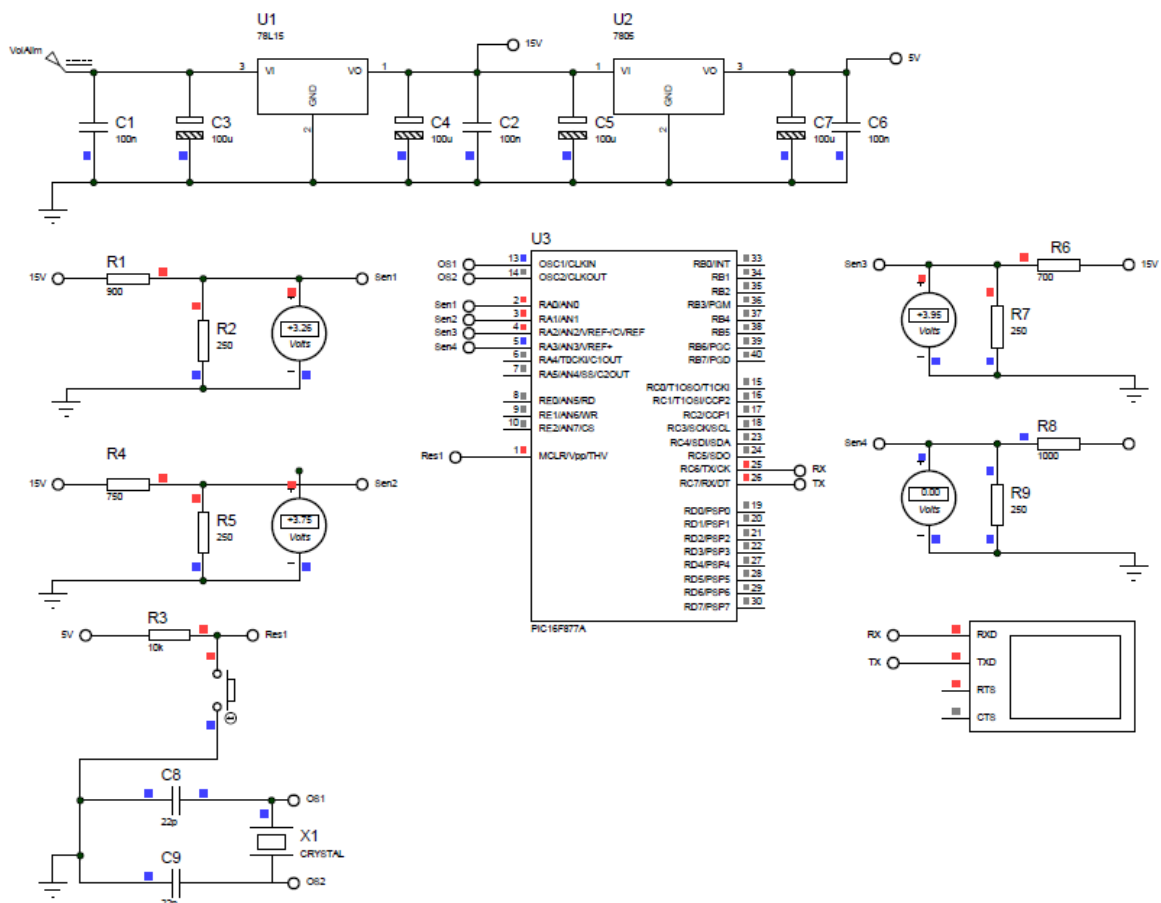 U1
78L15
U2
7805
VolAlim
15V
5V
3 VI VO 1
GND
2
1 VI VO 3
GND
2
C1
100n
C3
100u
C4
100u
C2
100n
C5
100u
C7
100u
C6
100n
15V
R1
900
Sen1
R2
250
+3.26
Volts
15V
R4
750
Sen2
R5
250
+3.75
Volts
5V
R3
10k
Res1
C8
22p
OS1
X1
CRYSTAL
C9
22p
OS2
U3
OS1 13 OSC1/CLKIN
OS2 14 OSC2/CLKOUT
Sen1 2 RA0/AN0
Sen2 3 RA1/AN1
Sen3 4 RA2/AN2/VREF-/CVREF
Sen4 5 RA3/AN3/VREF+
6 RA4/T0CKI/C1OUT
7 RA5/AN4/SS/C2OUT
8 RE0/AN5/RD
9 RE1/AN6/WR
10 RE2/AN7/CS
Res1 1 MCLR/Vpp/THV
RB0/INT 33
RB1 34
RB2 35
RB3/PGM 36
RB4 37
RB5 38
RB6/PGC 39
RB7/PGD 40
RC0/T1OSO/T1CKI 15
RC1/T1OSI/CCP2 16
RC2/CCP1 17
RC3/SCK/SCL 18
RC4/SDI/SDA 23
RC5/SDO 24
RC6/TX/CK 25 RX
RC7/RX/DT 26 TX
RD0/PSP0 19
RD1/PSP1 20
RD2/PSP2 21
RD3/PSP3 22
RD4/PSP4 27
RD5/PSP5 28
RD6/PSP6 29
RD7/PSP7 30
PIC16F877A
Sen3
R6
700
15V
+3.95
Volts
R7
250
Sen4
R8
1000
0.00
Volts
R9
250
RX RXD
TX TXD
RTS
CTS